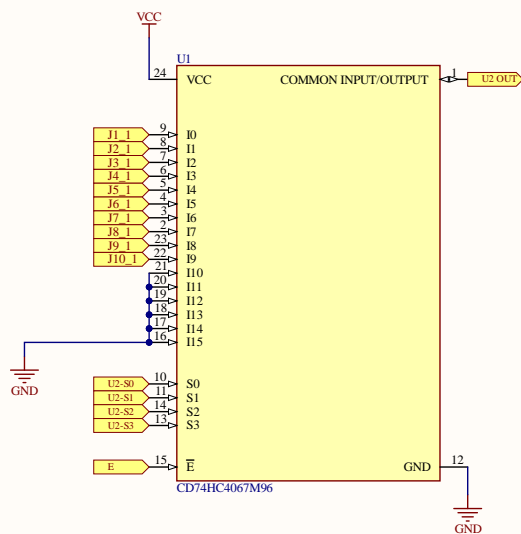 VCC
U1
24 VCC COMMON INPUT/OUTPUT 1 U2 OUT
J1_1 9 I0
J2_1 8 I1
J3_1 7 I2
J4_1 6 I3
J5_1 5 I4
J6_1 4 I5
J7_1 3 I6
J8_1 2 I7
J9_1 23 I8
J10_1 22 I9
21 I10
20 I11
19 I12
18 I13
17 I14
16 I15
GND
U2-S0 10 S0
U2-S1 11 S1
U2-S2 14 S2
U2-S3 13 S3
E 15 E̅ GND 12
CD74HC4067M96
GND